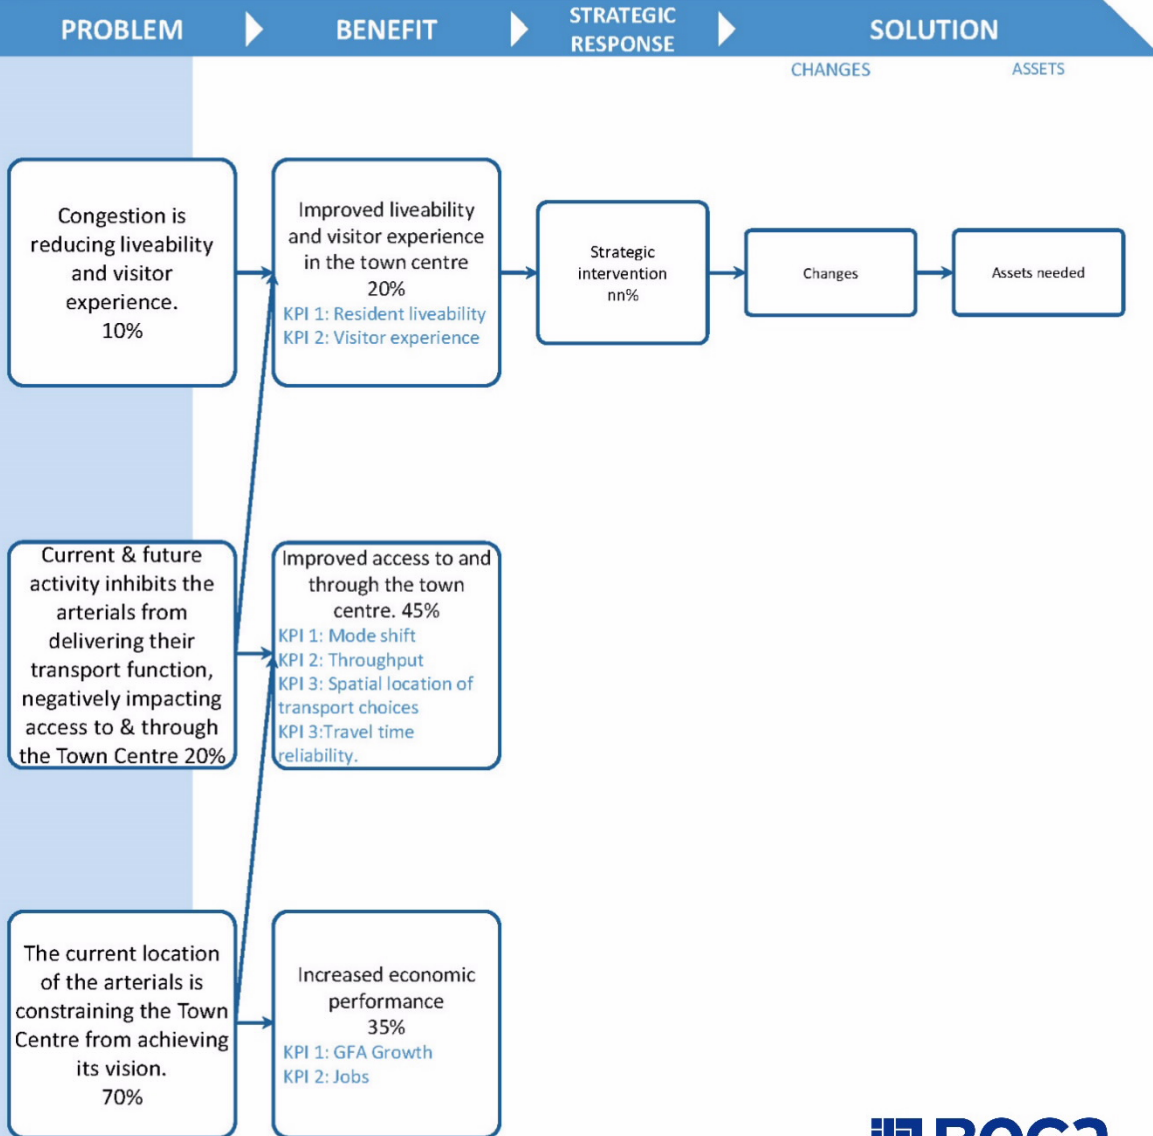 PROBLEM
BENEFIT
STRATEGIC
RESPONSE
SOLUTION
CHANGES
ASSETS
Congestion is
reducing liveability
and visitor
experience.
10%
Improved liveability
and visitor experience
in the town centre
20%
KPI 1: Resident liveability
KPI 2: Visitor experience
Strategic
intervention
nn%
Changes
Assets needed
Current & future
activity inhibits the
arterials from
delivering their
transport function,
negatively impacting
access to & through
the Town Centre 20%
Improved access to and
through the town
centre. 45%
KPI 1: Mode shift
KPI 2: Throughput
KPI 3: Spatial location of
transport choices
KPI 3:Travel time
reliability.
The current location
of the arterials is
constraining the Town
Centre from achieving
its vision.
70%
Increased economic
performance
35%
KPI 1: GFA Growth
KPI 2: Jobs